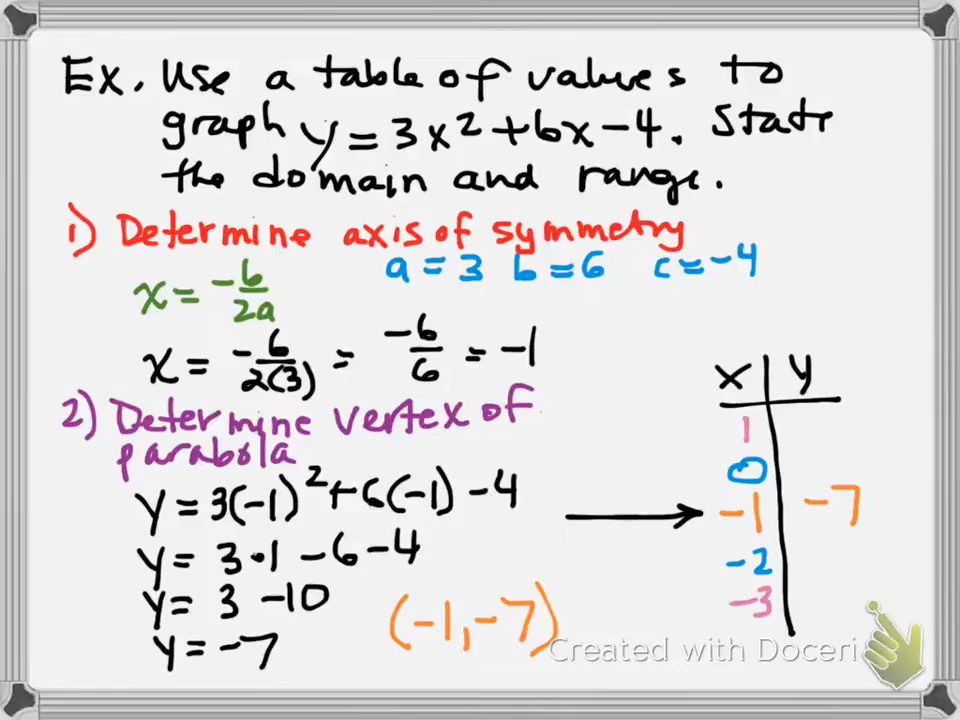 Ex. Use a table of values to
graph y = 3x² + 6x - 4. State
the domain and range.
1) Determine axis of symmetry
a = 3 b = 6 c = -4
x = -b/2a
x = -6/2(3) = -6/6 = -1
2) Determine vertex of
parabola
y = 3(-1)² + 6(-1) - 4
y = 3·1 - 6 - 4
y = 3 - 10
y = -7
(-1, -7)
x y
1
0
-1 -7
-2
-3
Created with Doceri